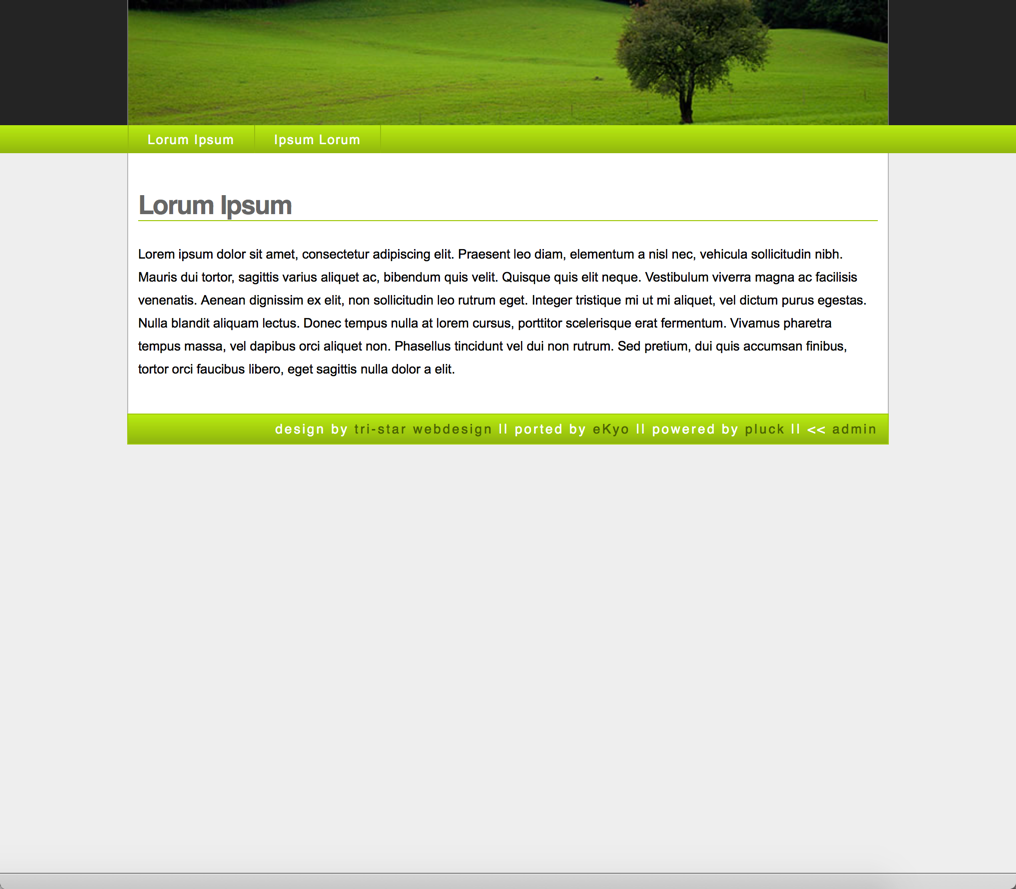 Lorum Ipsum Ipsum Lorum
Lorum Ipsum
Lorem ipsum dolor sit amet, consectetur adipiscing elit. Praesent leo diam, elementum a nisl nec, vehicula sollicitudin nibh.
Mauris dui tortor, sagittis varius aliquet ac, bibendum quis velit. Quisque quis elit neque. Vestibulum viverra magna ac facilisis
venenatis. Aenean dignissim ex elit, non sollicitudin leo rutrum eget. Integer tristique mi ut mi aliquet, vel dictum purus egestas.
Nulla blandit aliquam lectus. Donec tempus nulla at lorem cursus, porttitor scelerisque erat fermentum. Vivamus pharetra
tempus massa, vel dapibus orci aliquet non. Phasellus tincidunt vel dui non rutrum. Sed pretium, dui quis accumsan finibus,
tortor orci faucibus libero, eget sagittis nulla dolor a elit.
design by tri-star webdesign || ported by eKyo || powered by pluck || << admin